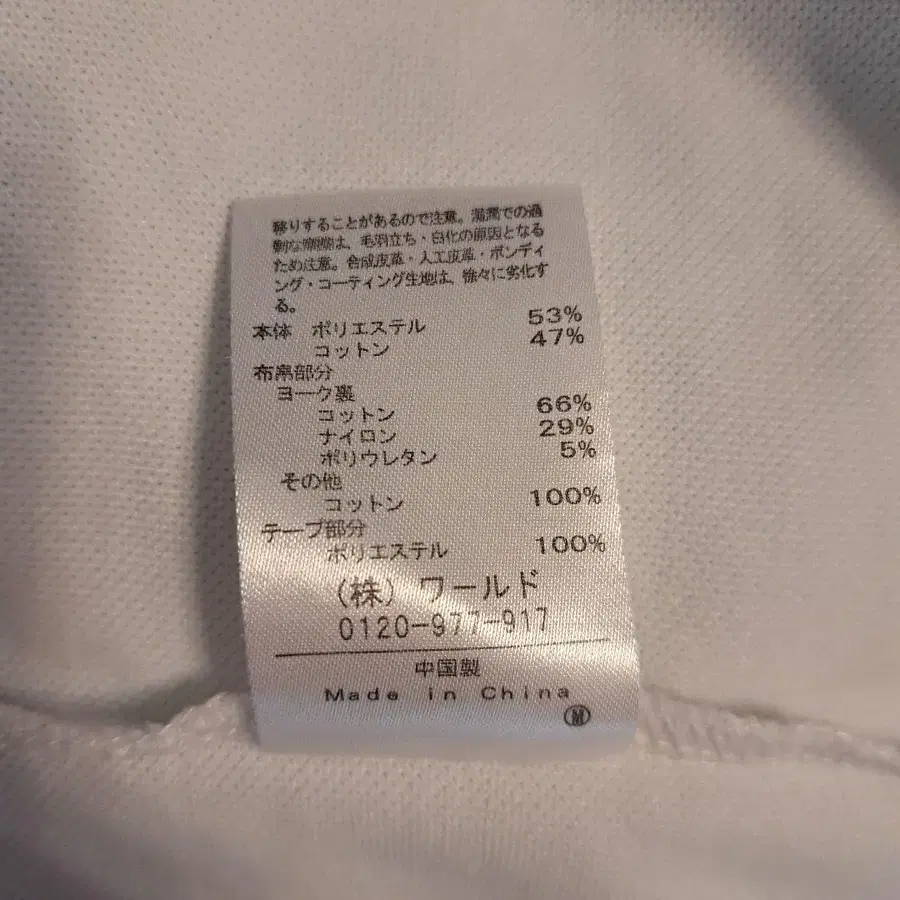 移りすることがあるので注意。湿潤での過
剰な摩擦は、毛羽立ち・白化の原因となる
ため注意。合成皮革・人工皮革・ボンディ
ング・コーティング生地は、徐々に劣化す
る。
本体 ポリエステル 53%
コットン 47%
布帛部分
ヨーク裏
コットン 66%
ナイロン 29%
ポリウレタン 5%
その他
コットン 100%
テープ部分
ポリエステル 100%
(株) ワールド
0120-977-917
中国製
Made in China
Ⓜ